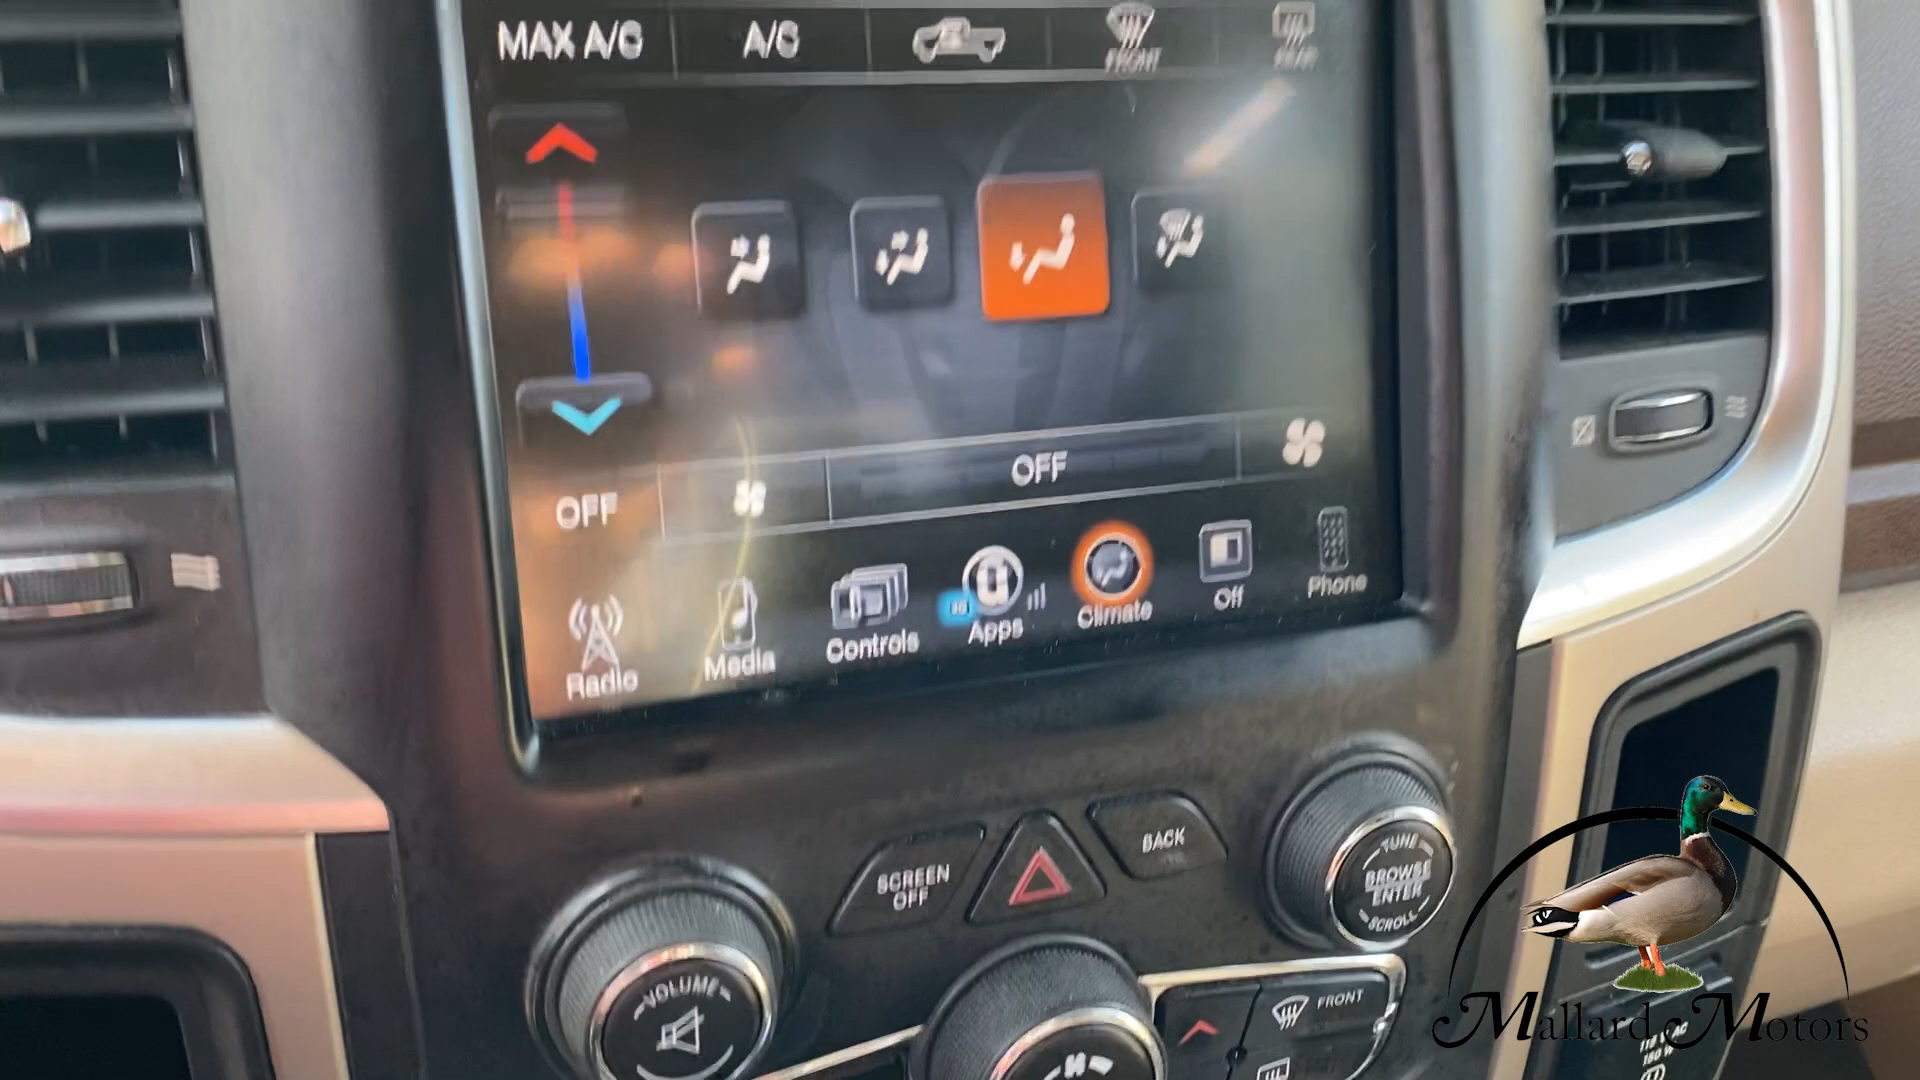 MAX A/C
A/C
FRONT
REAR
OFF
OFF
Radio
Media
Controls
Apps
Climate
Off
Phone
SCREEN
OFF
BACK
TUNE
BROWSE
ENTER
SCROLL
VOLUME
FRONT
Mallard Motors